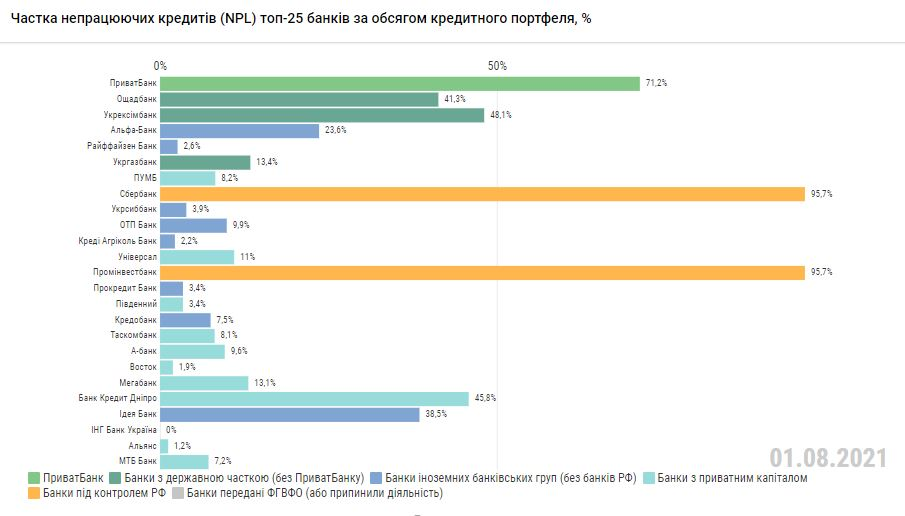 Частка непрацюючих кредитів (NPL) топ-25 банків за обсягом кредитного портфеля, %
0% 50%
ПриватБанк 71,2%
Ощадбанк 41,3%
Укрексімбанк 48,1%
Альфа-Банк 23,6%
Райффайзен Банк 2,6%
Укргазбанк 13,4%
ПУМБ 8,2%
Сбербанк 95,7%
Укрсиббанк 3,9%
ОТП Банк 9,9%
Креді Агріколь Банк 2,2%
Універсал 11%
Промінвестбанк 95,7%
Прокредит Банк 3,4%
Південний 3,4%
Кредобанк 7,5%
Таскомбанк 8,1%
А-банк 9,6%
Восток 1,9%
Мегабанк 13,1%
Банк Кредит Дніпро 45,8%
Ідея Банк 38,5%
ІНГ Банк Україна 0%
Альянс 1,2%
МТБ Банк 7,2%
01.08.2021
ПриватБанк Банки з державною часткою (без ПриватБанку) Банки іноземних банківських груп (без банків РФ) Банки з приватним капіталом
Банки під контролем РФ Банки передані ФГВФО (або припинили діяльність)